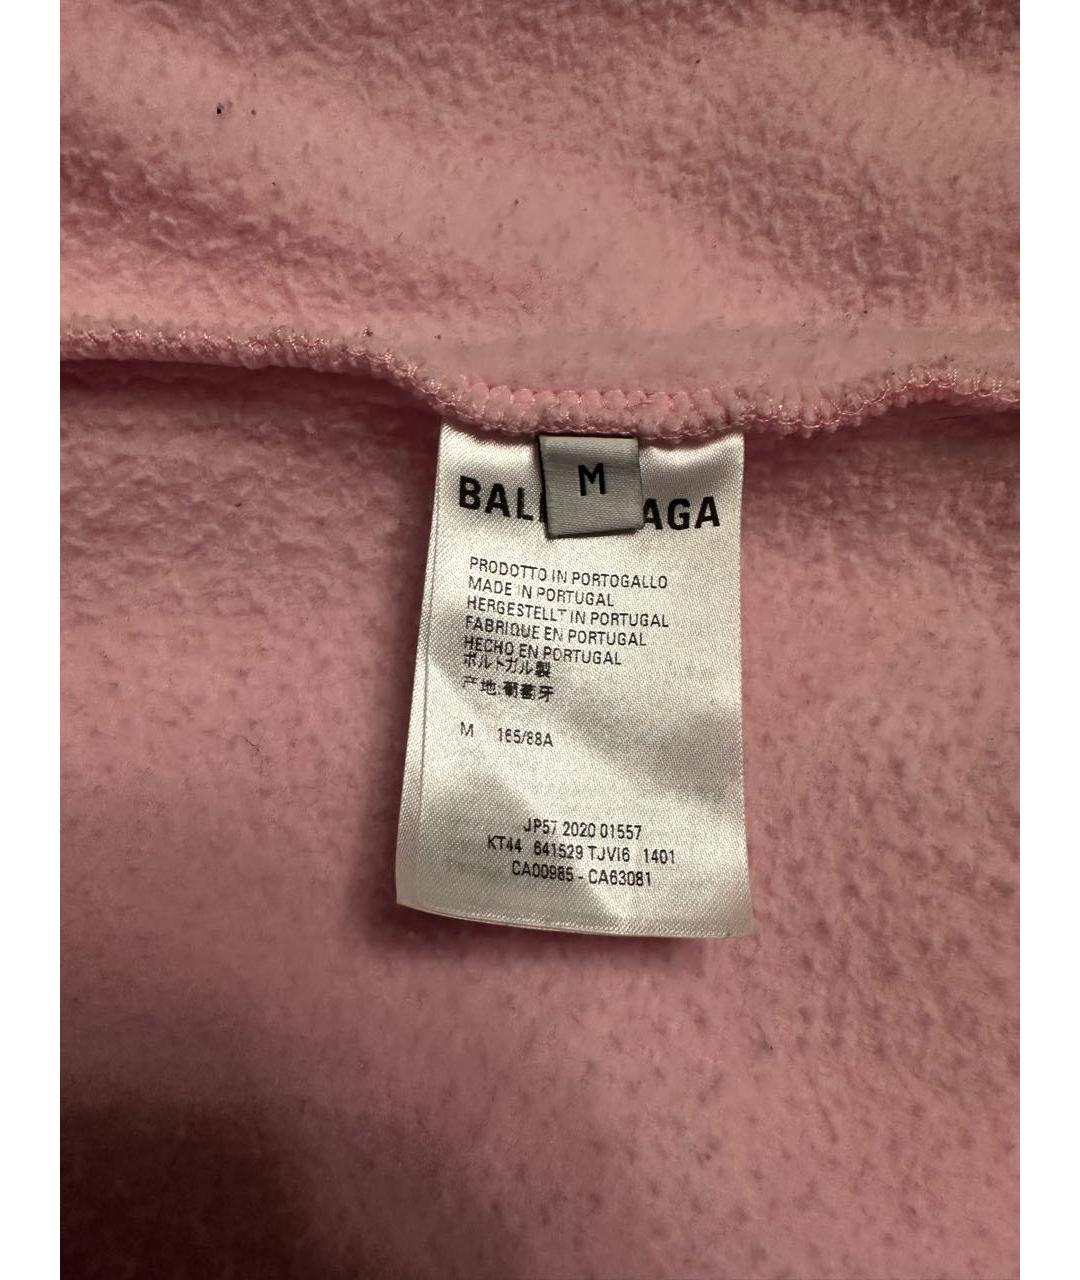 M
BAL AGA
PRODOTTO IN PORTOGALLO
MADE IN PORTUGAL
HERGESTELLT IN PORTUGAL
FABRIQUE EN PORTUGAL
HECHO EN PORTUGAL
ポルトガル製
产地:葡萄牙
M 165/88A
JP57 2020 01557
KT44 641529 TJVI6 1401
CA00985 - CA63081